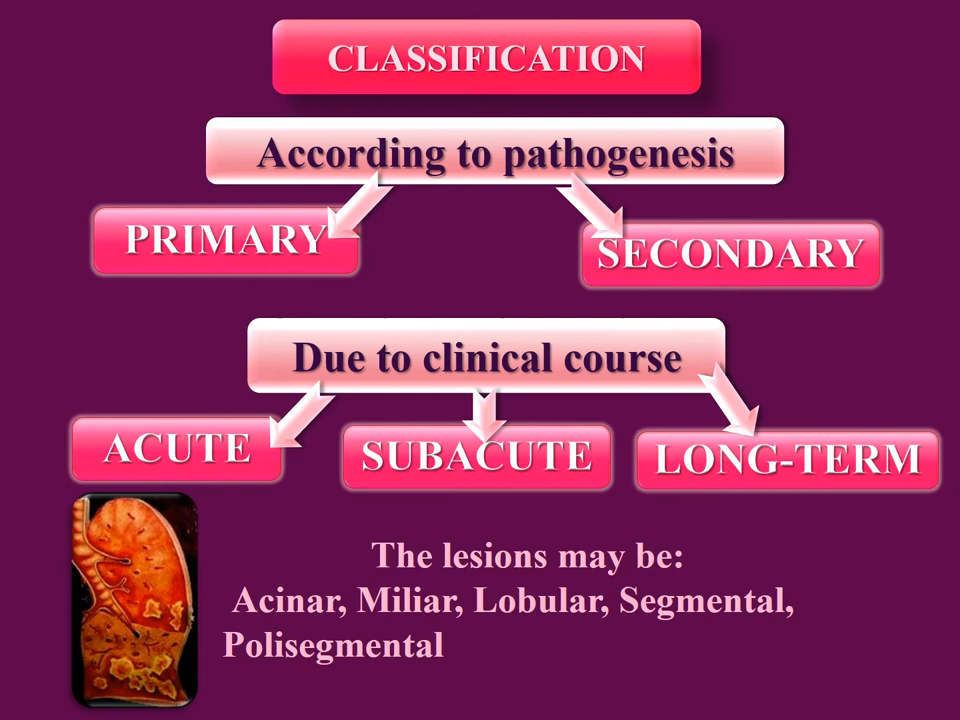 CLASSIFICATION
According to pathogenesis
PRIMARY
SECONDARY
Due to clinical course
ACUTE
SUBACUTE
LONG-TERM
The lesions may be:
Acinar, Miliar, Lobular, Segmental,
Polisegmental